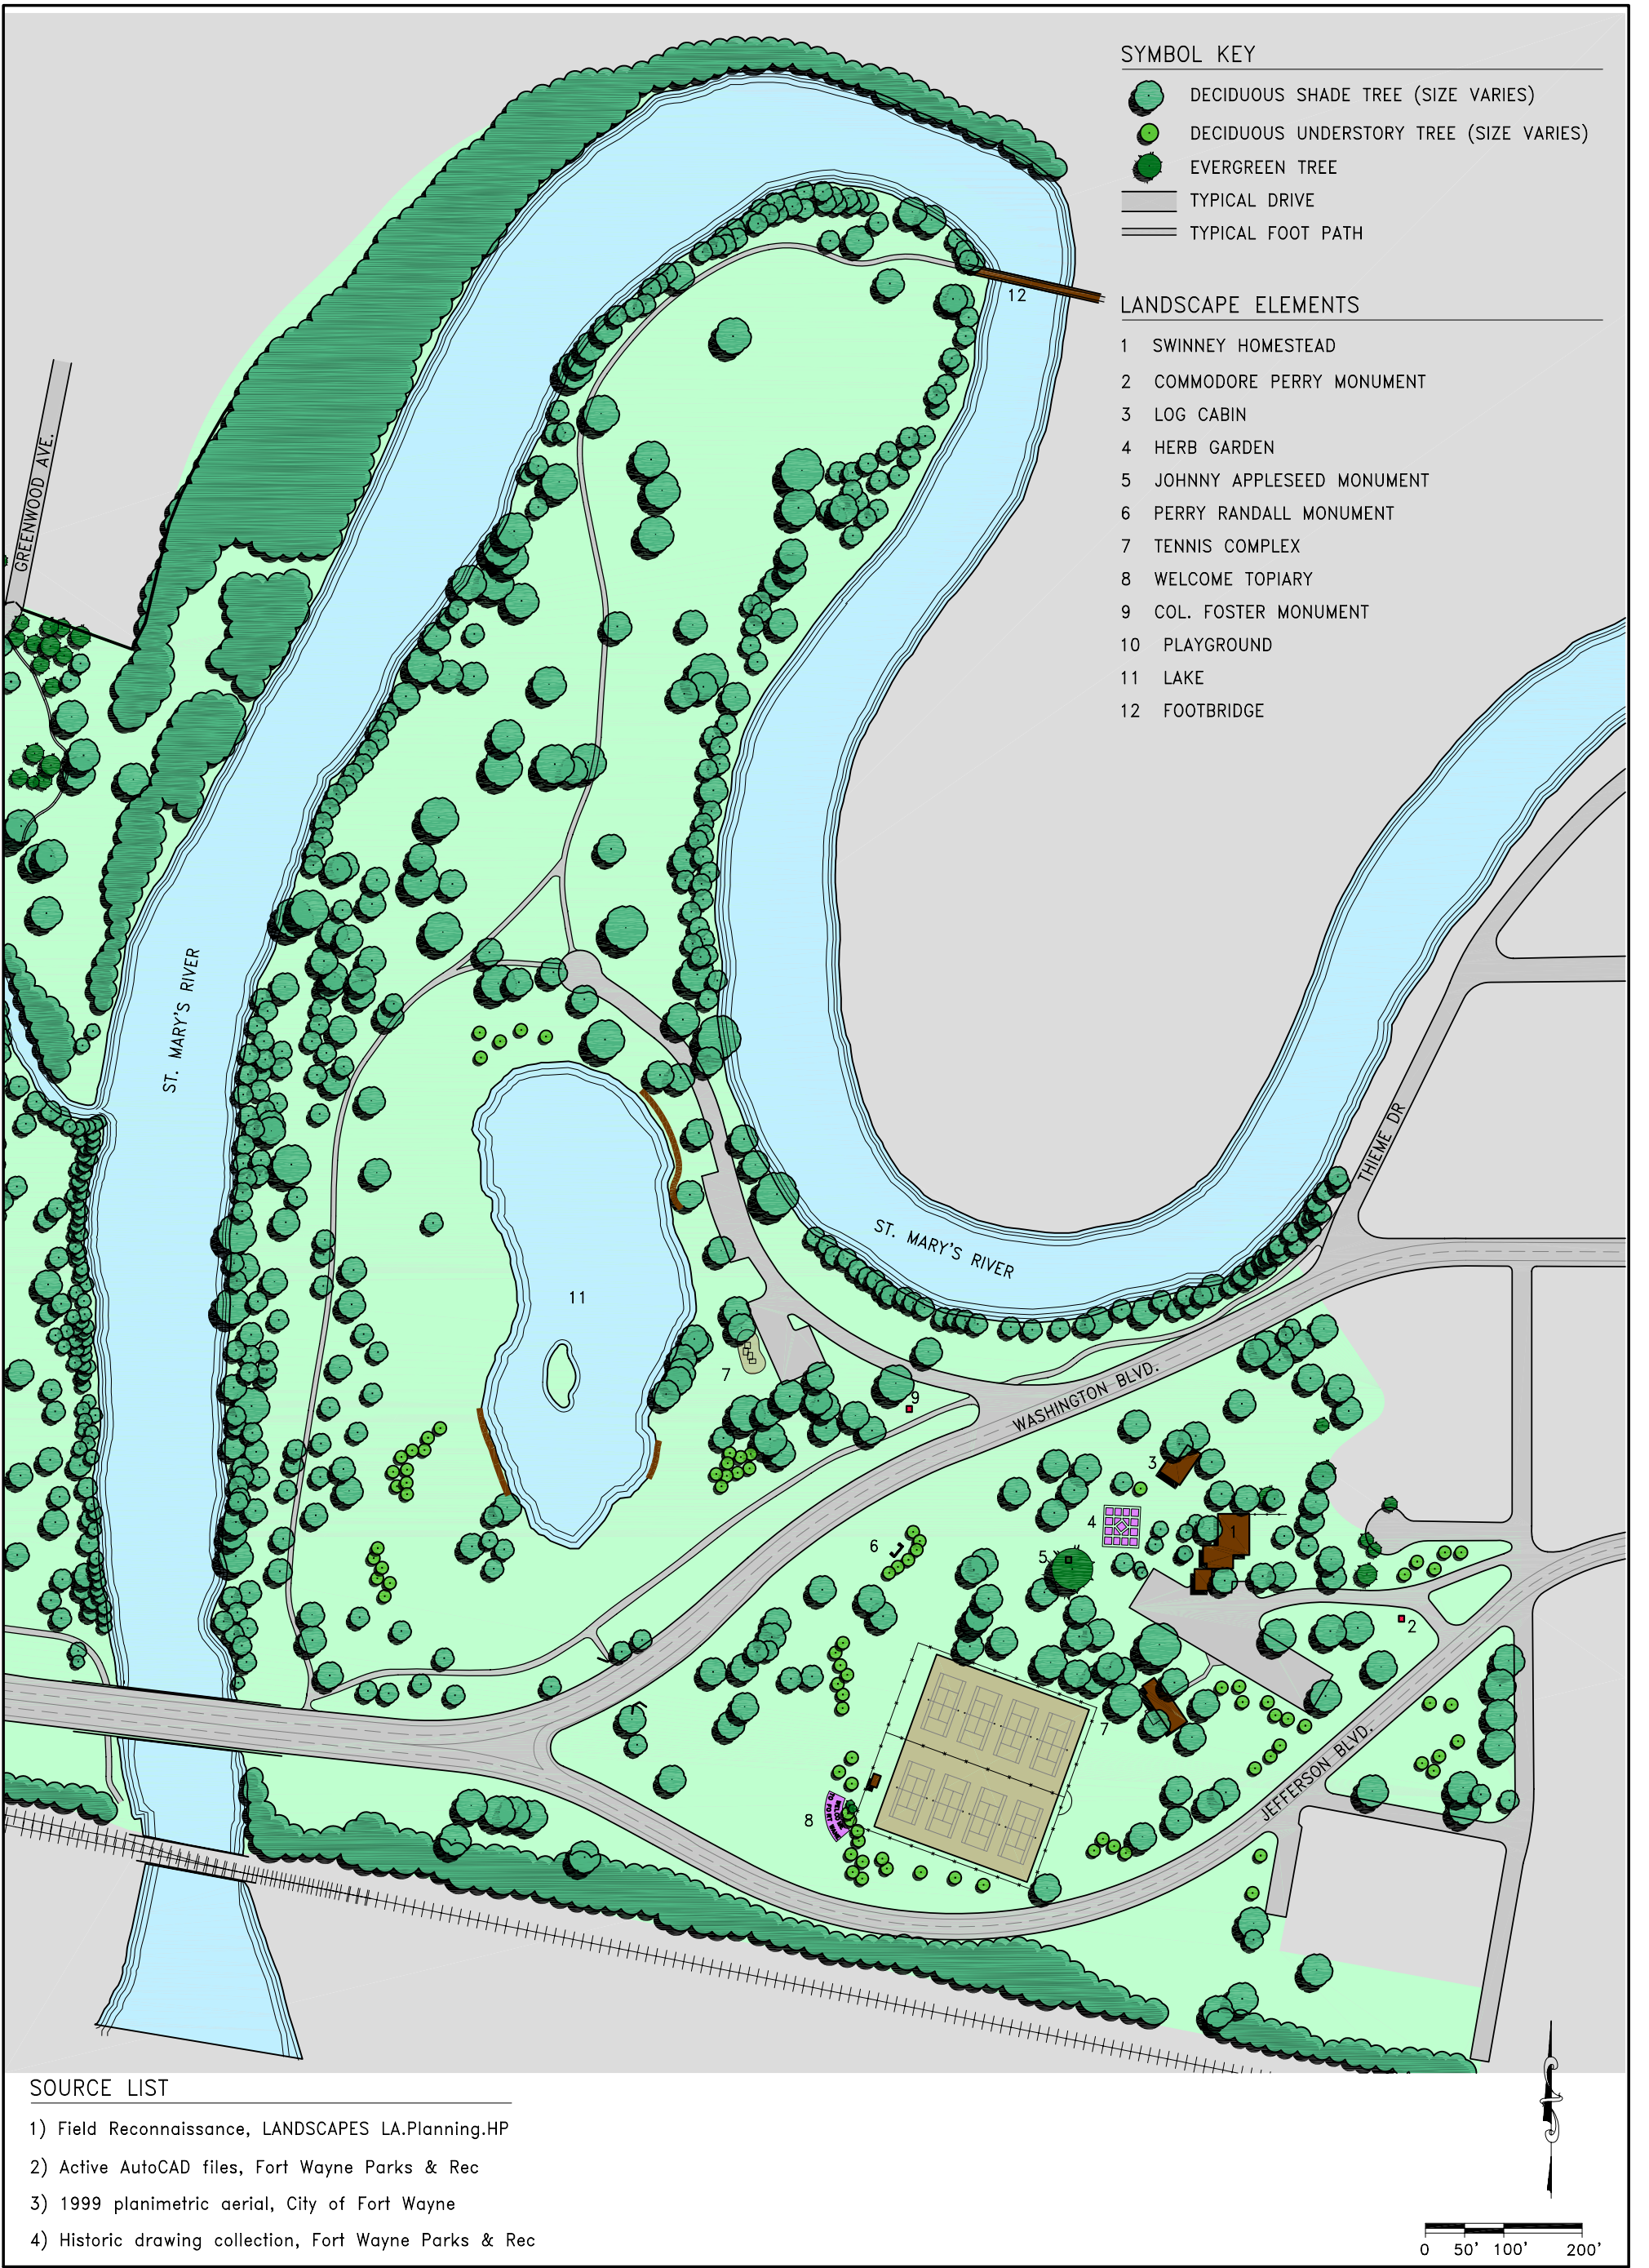 SYMBOL KEY
DECIDUOUS SHADE TREE (SIZE VARIES)
DECIDUOUS UNDERSTORY TREE (SIZE VARIES)
EVERGREEN TREE
TYPICAL DRIVE
TYPICAL FOOT PATH
LANDSCAPE ELEMENTS
1 SWINNEY HOMESTEAD
2 COMMODORE PERRY MONUMENT
3 LOG CABIN
4 HERB GARDEN
5 JOHNNY APPLESEED MONUMENT
6 PERRY RANDALL MONUMENT
7 TENNIS COMPLEX
8 WELCOME TOPIARY
9 COL. FOSTER MONUMENT
10 PLAYGROUND
11 LAKE
12 FOOTBRIDGE
12
GREENWOOD AVE.
ST. MARY'S RIVER
THIEME DR
ST. MARY'S RIVER
11
7
9
WASHINGTON BLVD.
3
4
1
6
5
2
7
JEFFERSON BLVD.
8
SOURCE LIST
1) Field Reconnaissance, LANDSCAPES LA.Planning.HP
2) Active AutoCAD files, Fort Wayne Parks & Rec
3) 1999 planimetric aerial, City of Fort Wayne
4) Historic drawing collection, Fort Wayne Parks & Rec
0 50' 100' 200'